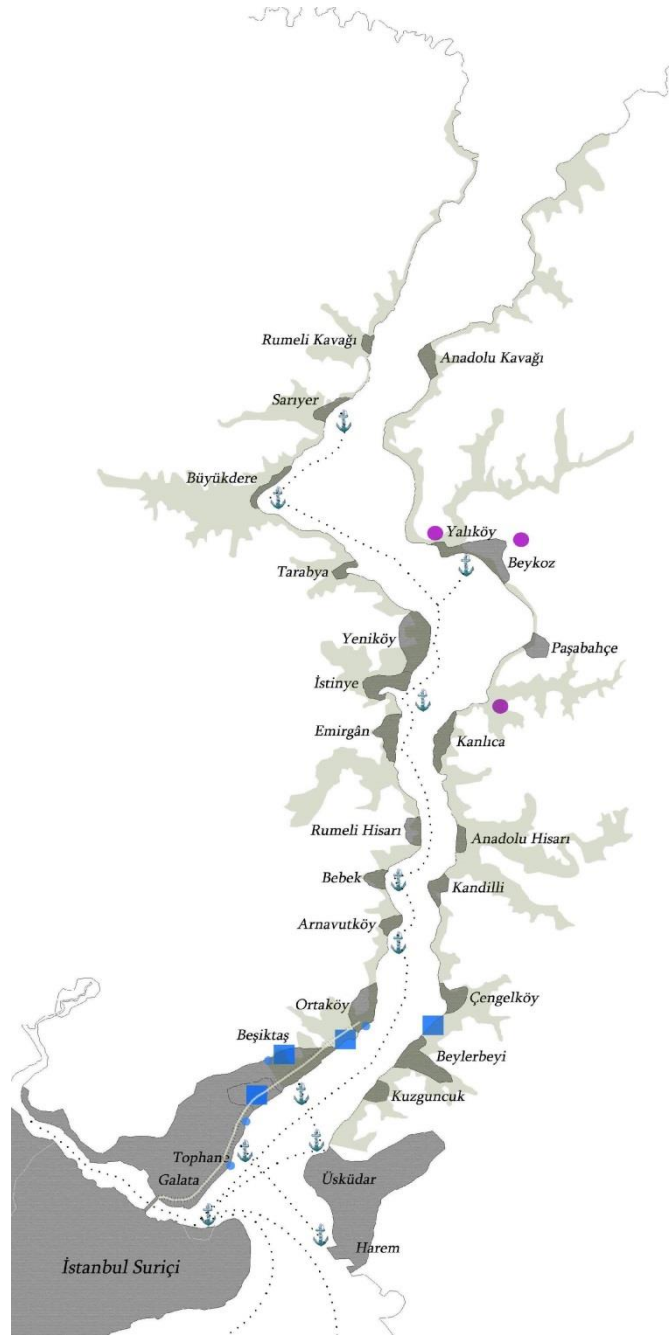 Rumeli Kavağı
Anadolu Kavağı
Sarıyer
Büyükdere
Yalıköy
Beykoz
Tarabya
Yeniköy
Paşabahçe
İstinye
Emirgân
Kanlıca
Rumeli Hisarı
Anadolu Hisarı
Bebek
Kandilli
Arnavutköy
Ortaköy
Çengelköy
Beşiktaş
Beylerbeyi
Kuzguncuk
Tophane
Galata
Üsküdar
Harem
İstanbul Suriçi